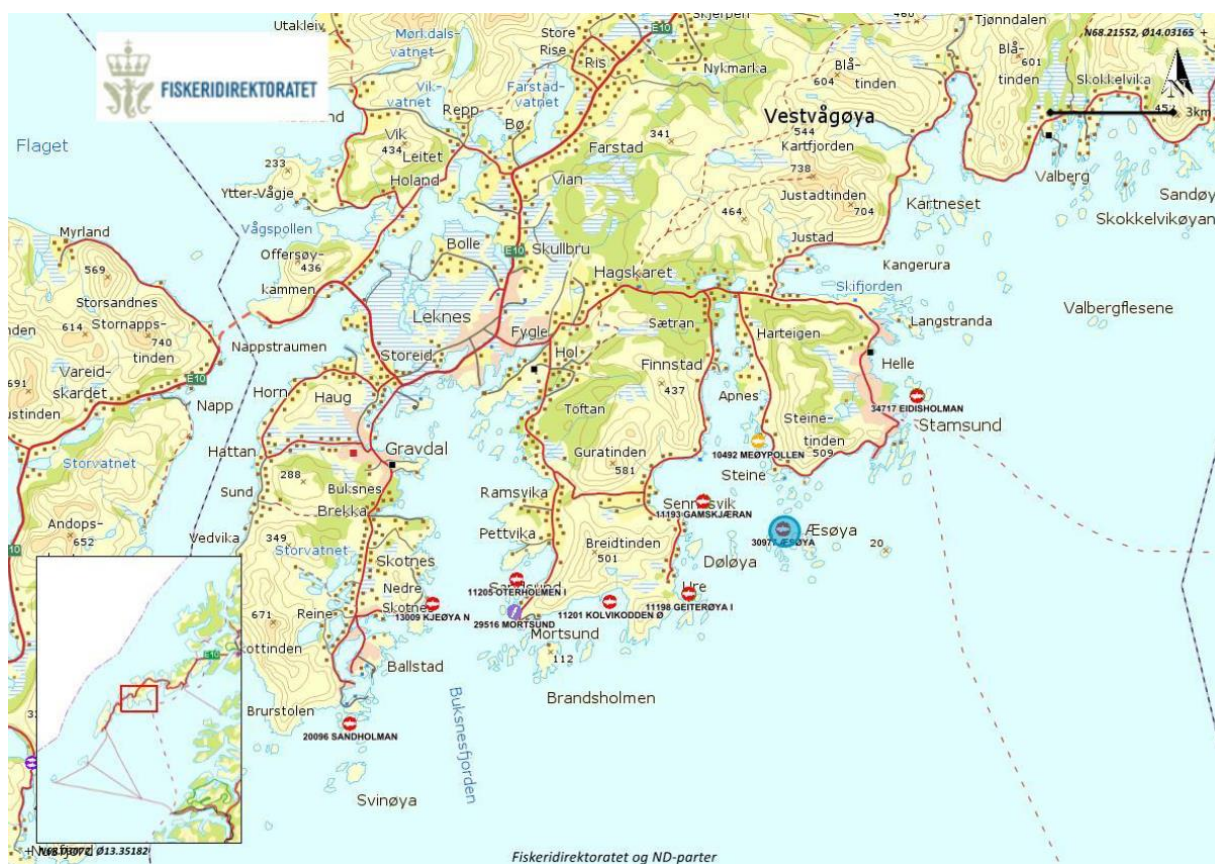 Utakleiv
Mørl.dals-
vatnet
Store
Rise
Ris
E10
Skjerpen
460
Tjønndalen
N68.21552, Ø14.03165 +
FISKERIDIREKTORATET
Vik-
vatnet
Farstad-
vatnet
Nykmarka
Blå-
tinden
604
Blå-
tinden
601
Skokkelvika
3km
Repp
Bø
Vestvågøya
Flaget
Vik
434
Leitet
341
544
Kartfjorden
233
Holand
Farstad
738
Valberg
Ytter-Vågje
Vian
Justadtinden
Sandøy
464
704
Kartneset
Skokkelvikøyan
Myrland
Vågspollen
Bolle
E10
Skullbru
Justad
569
Offersøy-
436
kammen
Hagskaret
Kangerura
Storsandnes
Skifjorden
614
Stornapps-
740
tinden
Leknes
Fygle
Sætran
Harteigen
Langstranda
Valbergflesene
Nappstraumen
Storeid
Hol
Finnstad
Helle
Vareid-
skardet
691
E10
Horn
Haug
437
Apnes
Napp
Toftan
Steine-
tinden
509
34717 EIDISHOLMAN
Stamsund
Hattan
Gravdal
Guratinden
581
10492 MEØYPOLLEN
Storvatnet
288
Steine
Sund
Buksnes
Ramsvika
11193 GAMSKJÆRAN
Brekka
Andops-
652
Vedvika
349
Pettvika
Breidtinden
501
Æsøya
20
Storvatnet
Skotnes
Døløya
Nedre
Skotnes
11205 OTERHOLMEN I
Ure
671
Reine
13009 KJEØYA N
29516 MORTSUND
11201 KOLVIKODDEN Ø
11198 GEITERØYA I
Mortsund
Ballstad
112
Brandsholmen
E10
Brurstolen
20096 SANDHOLMAN
Buksnesfjorden
Svinøya
Fiskeridirektoratet og ND-parter